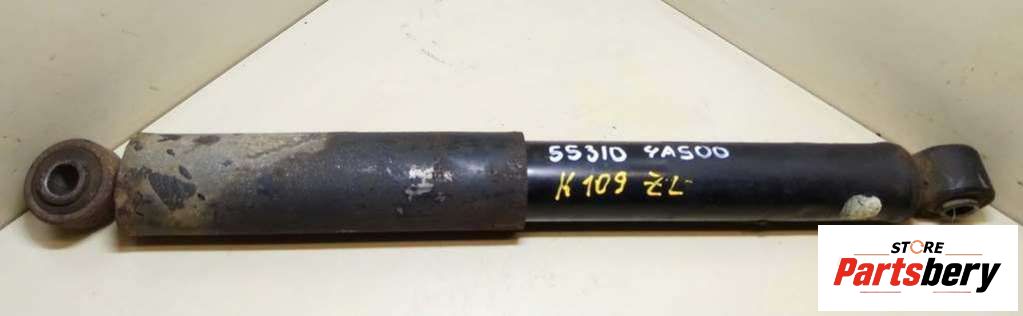 55310 4A500
K 109 ZL
STORE
Partsbery